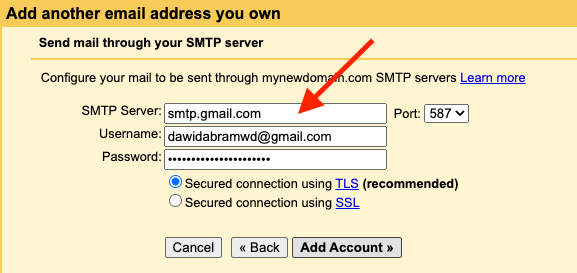 Add another email address you own
Send mail through your SMTP server
Configure your mail to be sent through mynewdomain.com SMTP servers Learn more
SMTP Server: smtp.gmail.com Port: 587
Username: dawidabramwd@gmail.com
Password: ••••••••••••••••••••••
Secured connection using TLS (recommended)
Secured connection using SSL
Cancel « Back Add Account »